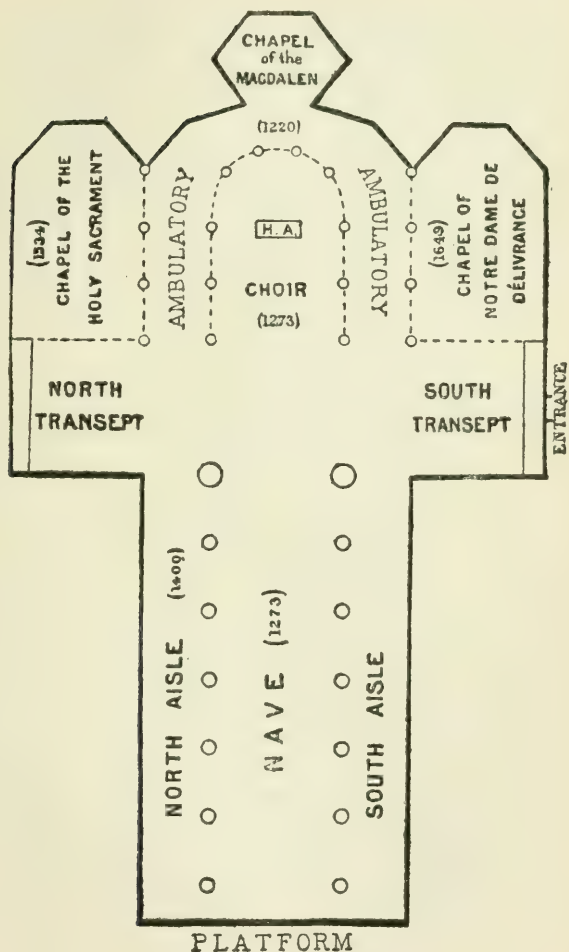 CHAPEL
of the
MAGDALEN
(1220)
AMBULATORY
AMBULATORY
(1534)
CHAPEL OF THE
HOLY SACRAMENT
H.A.
CHOIR
(1273)
(1649)
CHAPEL OF
NOTRE DAME DE
DÉLIVRANCE
NORTH
TRANSEPT
SOUTH
TRANSEPT
ENTRANCE
NORTH AISLE (1409)
NAVE (1273)
SOUTH AISLE
PLATFORM